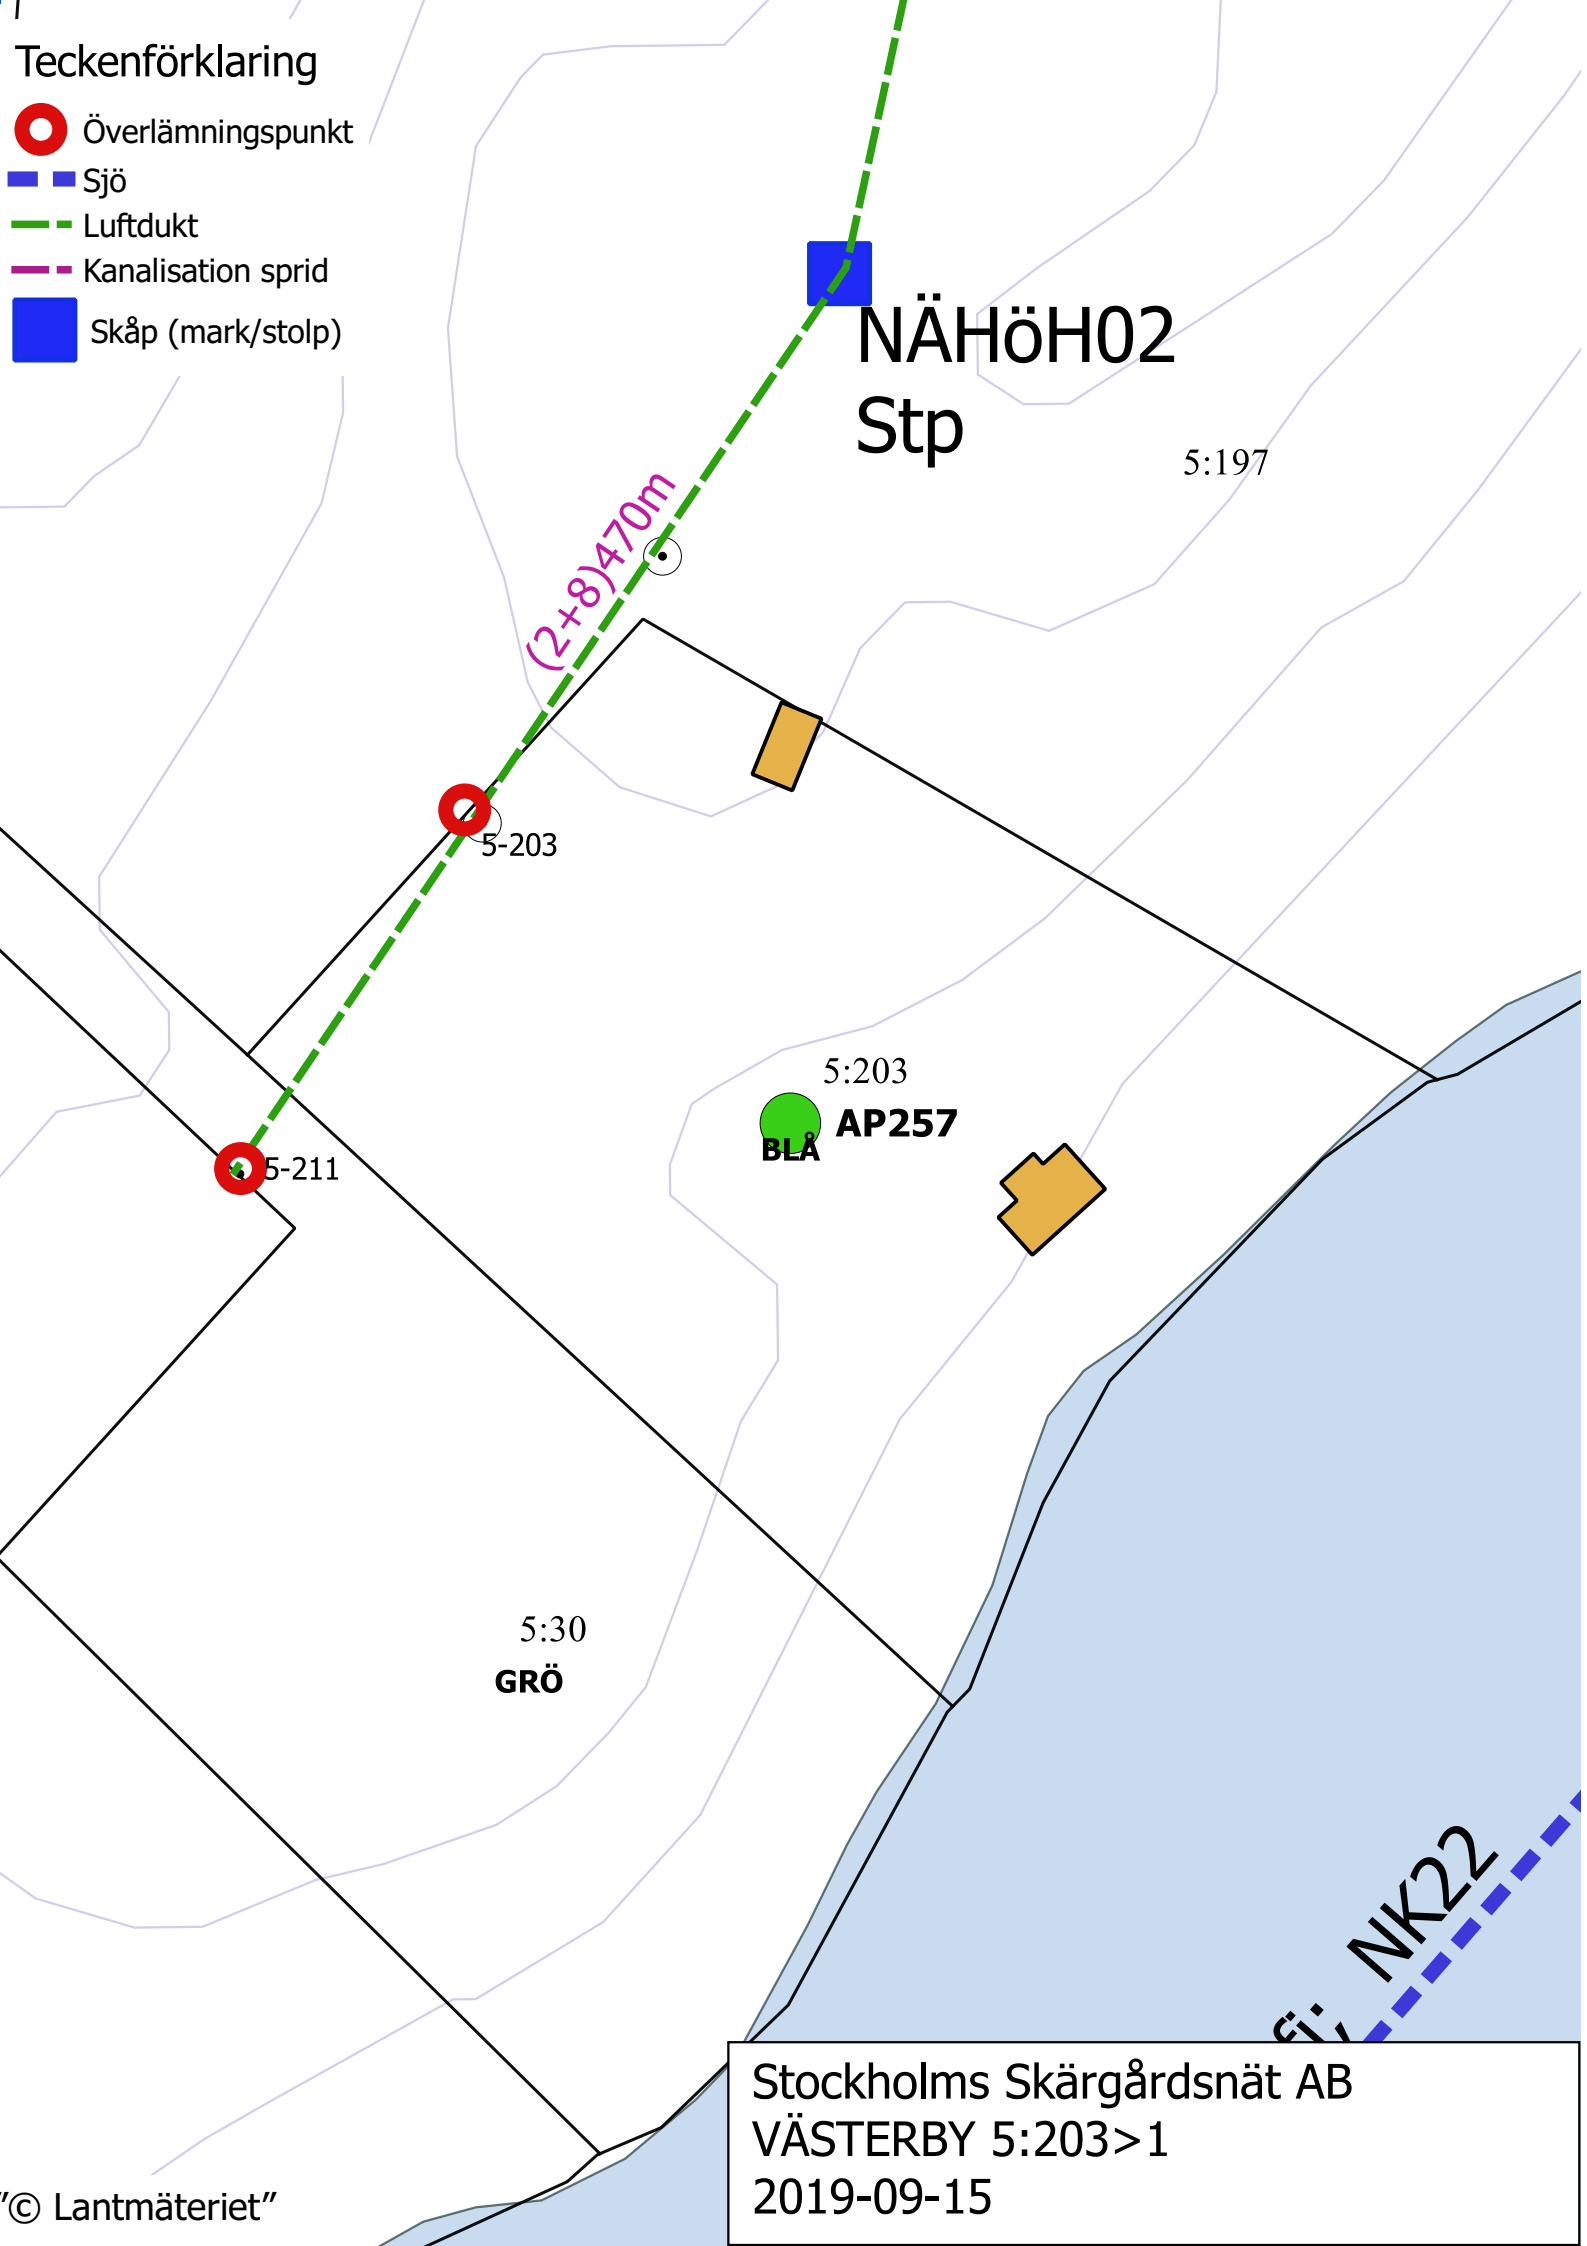 Teckenförklaring
Överlämningspunkt
Sjö
Luftdukt
Kanalisation sprid
Skåp (mark/stolp)
NÄHöH02
Stp
5:197
(2+8)470m
5-203
5:203
AP257
BLÅ
5-211
5:30
GRÖ
fi; NK22
Stockholms Skärgårdsnät AB
VÄSTERBY 5:203>1
2019-09-15
"© Lantmäteriet"